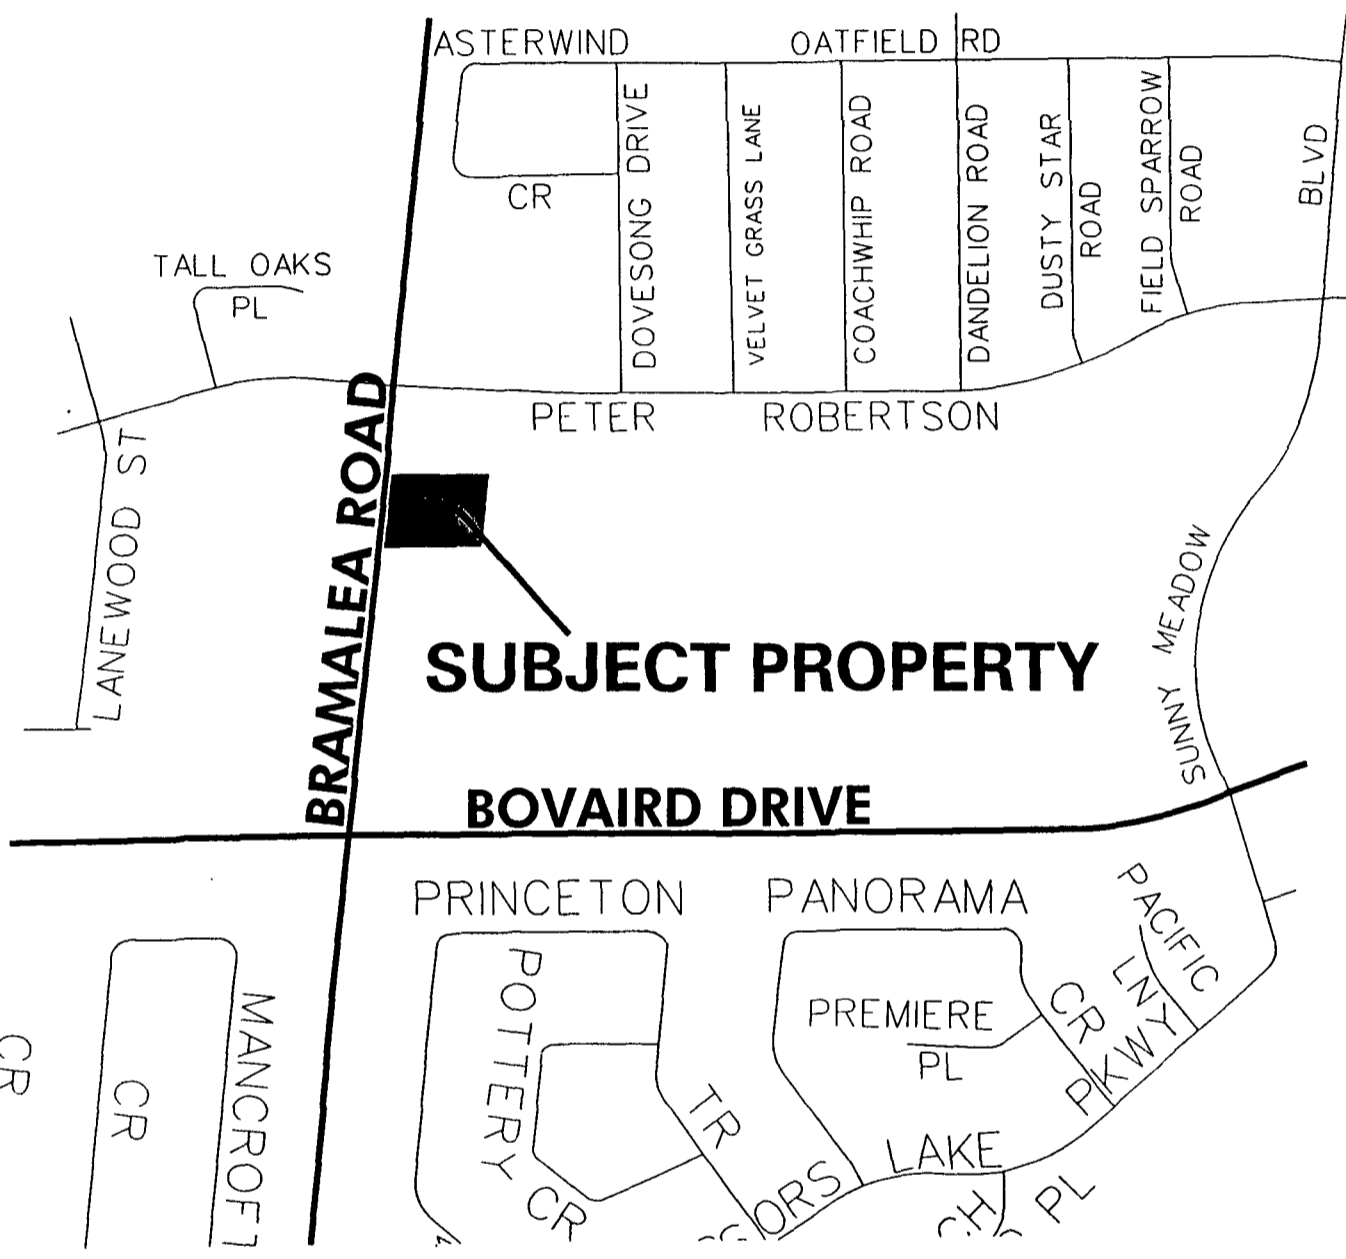 ASTERWIND
OATFIELD RD
CR
DOVESONG DRIVE
VELVET GRASS LANE
COACHWHIP ROAD
DANDELION ROAD
DUSTY STAR
ROAD
FIELD SPARROW
ROAD
BLVD
TALL OAKS
PL
PETER ROBERTSON
LANEWOOD ST
BRAMALEA ROAD
SUBJECT PROPERTY
SUNNY MEADOW
BOVAIRD DRIVE
PRINCETON
PANORAMA
PACIFIC
LNY
CR
PKWY
PREMIERE
PL
POTTERY
CR
TR
MANCROFT
CR
CR
LAKE
ORS
PL